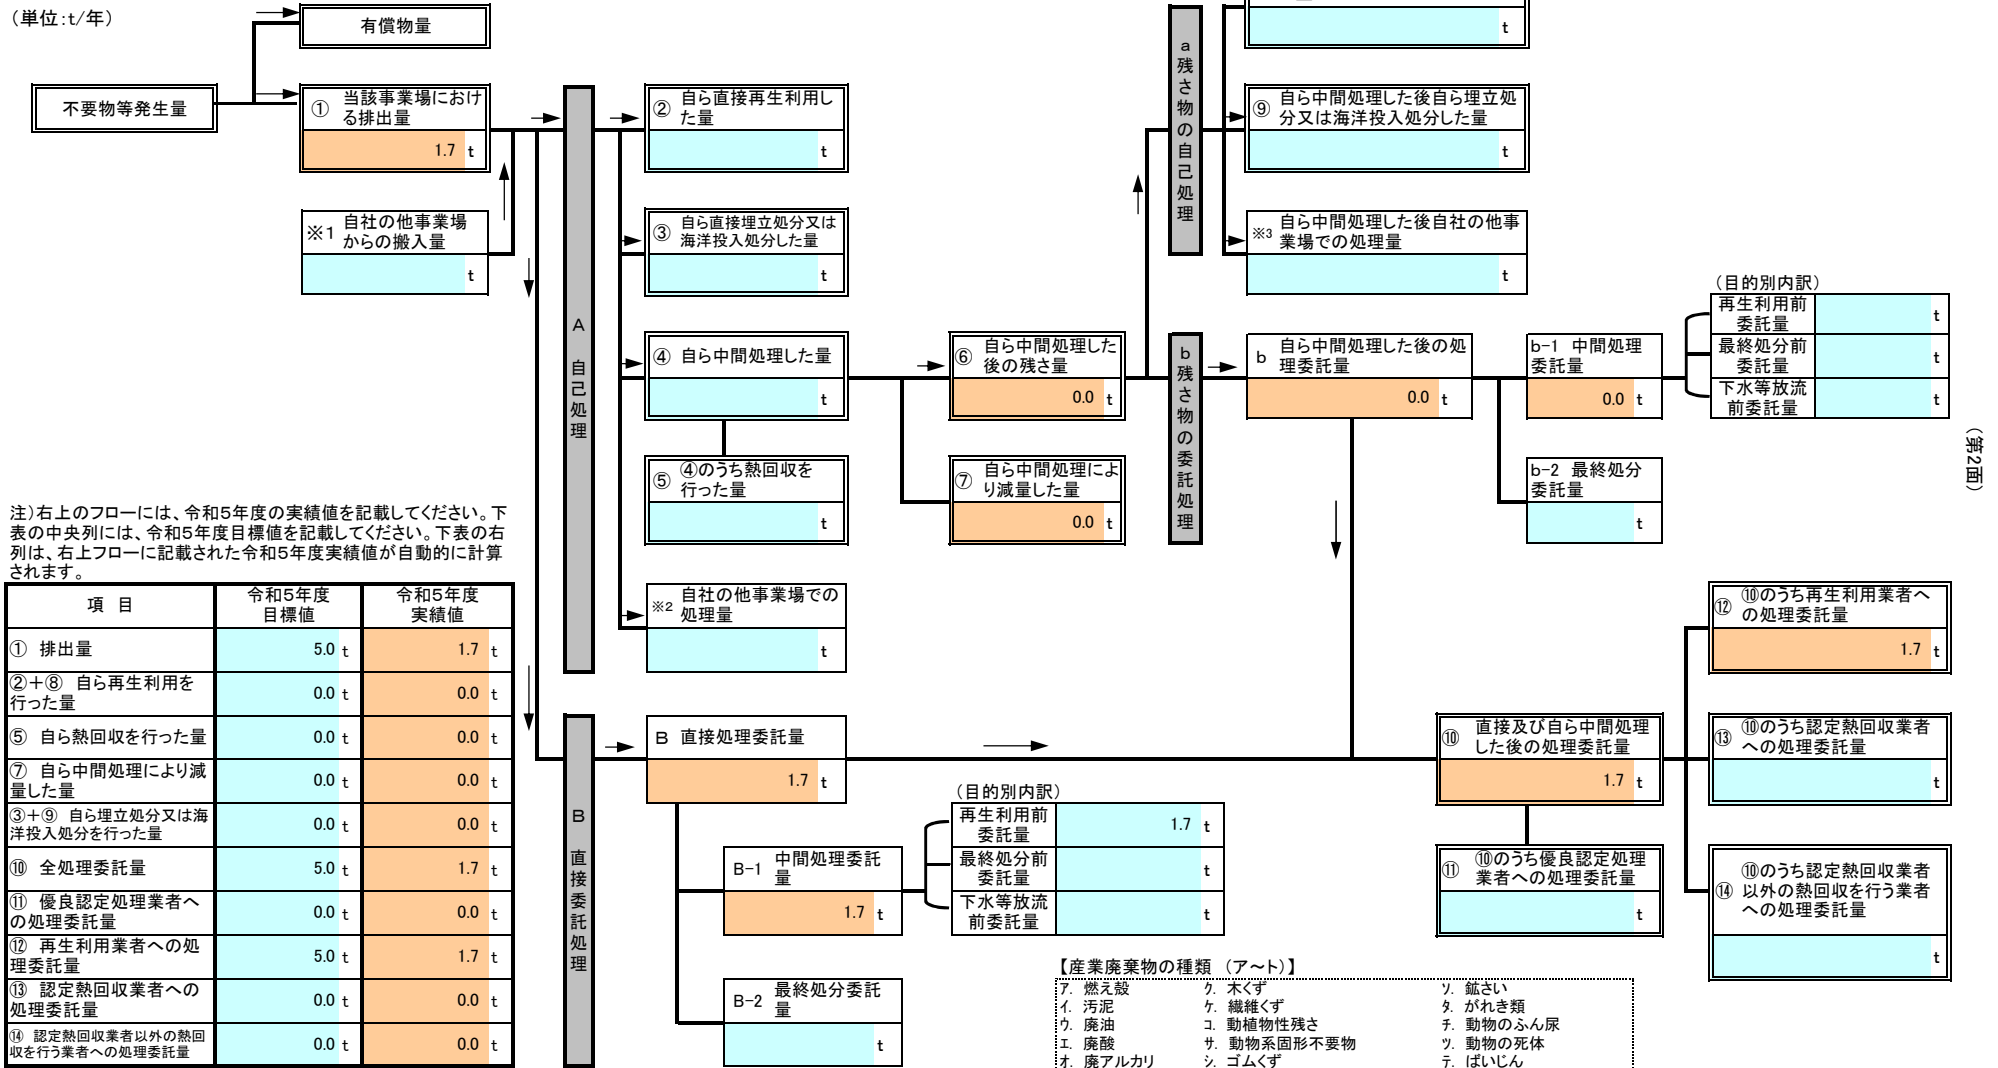 (単位:t/年)
有償物量
不要物等発生量
① 当該事業場におけ
る排出量
1.7 t
※1 自社の他事業場
からの搬入量
t
A 自己処理
② 自ら直接再生利用し
た量
t
③ 自ら直接埋立処分又は
海洋投入処分した量
t
④ 自ら中間処理した量
t
⑤ ④のうち熱回収を
行った量
t
※2 自社の他事業場での
処理量
t
⑥ 自ら中間処理した
後の残さ量
0.0 t
⑦ 自ら中間処理によ
り減量した量
0.0 t
a残さ物の自己処理
t
⑨ 自ら中間処理した後自ら埋立処
分又は海洋投入処分した量
t
※3 自ら中間処理した後自社の他事
業場での処理量
t
b残さ物の委託処理
b 自ら中間処理した後の処
理委託量
0.0 t
b-1 中間処理
委託量
0.0 t
b-2 最終処分
委託量
t
(目的別内訳)
再生利用前
委託量
t
最終処分前
委託量
t
下水等放流
前委託量
t
(第2面)
注)右上のフローには、令和5年度の実績値を記載してください。下
表の中央列には、令和5年度目標値を記載してください。下表の右
列は、右上フローに記載された令和5年度実績値が自動的に計算
されます。
項 目
令和5年度
目標値
令和5年度
実績値
① 排出量
5.0 t 1.7 t
②+⑧ 自ら再生利用を
行った量
0.0 t 0.0 t
⑤ 自ら熱回収を行った量
0.0 t 0.0 t
⑦ 自ら中間処理により減
量した量
0.0 t 0.0 t
③+⑨ 自ら埋立処分又は海
洋投入処分を行った量
0.0 t 0.0 t
⑩ 全処理委託量
5.0 t 1.7 t
⑪ 優良認定処理業者へ
の処理委託量
0.0 t 0.0 t
⑫ 再生利用業者への処
理委託量
5.0 t 1.7 t
⑬ 認定熱回収業者への
処理委託量
0.0 t 0.0 t
⑭ 認定熱回収業者以外の熱回
収を行う業者への処理委託量
0.0 t 0.0 t
B 直接委託処理
B 直接処理委託量
1.7 t
B-1 中間処理委託
量
1.7 t
B-2 最終処分委託
量
t
(目的別内訳)
再生利用前
委託量
1.7 t
最終処分前
委託量
t
下水等放流
前委託量
t
⑩ 直接及び自ら中間処理
した後の処理委託量
1.7 t
⑪ ⑩のうち優良認定処理
業者への処理委託量
t
⑫ ⑩のうち再生利用業者へ
の処理委託量
1.7 t
⑬ ⑩のうち認定熱回収業者
への処理委託量
t
⑭ ⑩のうち認定熱回収業者
以外の熱回収を行う業者
への処理委託量
t
【産業廃棄物の種類 (ア~ト)】
ア. 燃え殻 ク. 木くず ソ. 鉱さい
イ. 汚泥 ケ. 繊維くず タ. がれき類
ウ. 廃油 コ. 動植物性残さ チ. 動物のふん尿
エ. 廃酸 サ. 動物系固形不要物 ツ. 動物の死体
オ. 廃アルカリ シ. ゴムくず テ. ばいじん